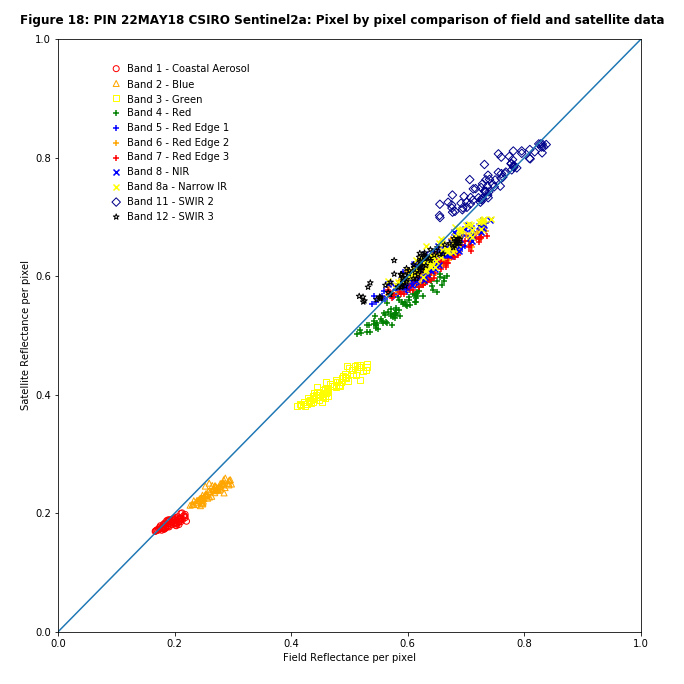 Figure 18: PIN 22MAY18 CSIRO Sentinel2a: Pixel by pixel comparison of field and satellite data
1.0
Band 1 - Coastal Aerosol
Band 2 - Blue
Band 3 - Green
Band 4 - Red
Band 5 - Red Edge 1
Band 6 - Red Edge 2
Band 7 - Red Edge 3
Band 8 - NIR
Band 8a - Narrow IR
Band 11 - SWIR 2
Band 12 - SWIR 3
0.8
0.6
0.4
0.2
0.0
Satellite Reflectance per pixel
0.0 0.2 0.4 0.6 0.8 1.0
Field Reflectance per pixel